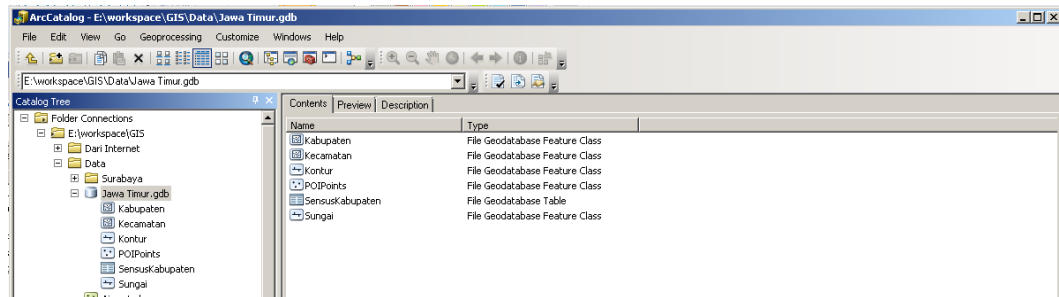 ArcCatalog - E:\workspace\GIS\Data\Jawa Timur.gdb
File Edit View Go Geoprocessing Customize Windows Help
E:\workspace\GIS\Data\Jawa Timur.gdb
Catalog Tree
Folder Connections
E:\workspace\GIS
Dari Internet
Data
Surabaya
Jawa Timur.gdb
Kabupaten
Kecamatan
Kontur
POIPoints
SensusKabupaten
Sungai
Contents Preview Description
Name Type
Kabupaten File Geodatabase Feature Class
Kecamatan File Geodatabase Feature Class
Kontur File Geodatabase Feature Class
POIPoints File Geodatabase Feature Class
SensusKabupaten File Geodatabase Table
Sungai File Geodatabase Feature Class